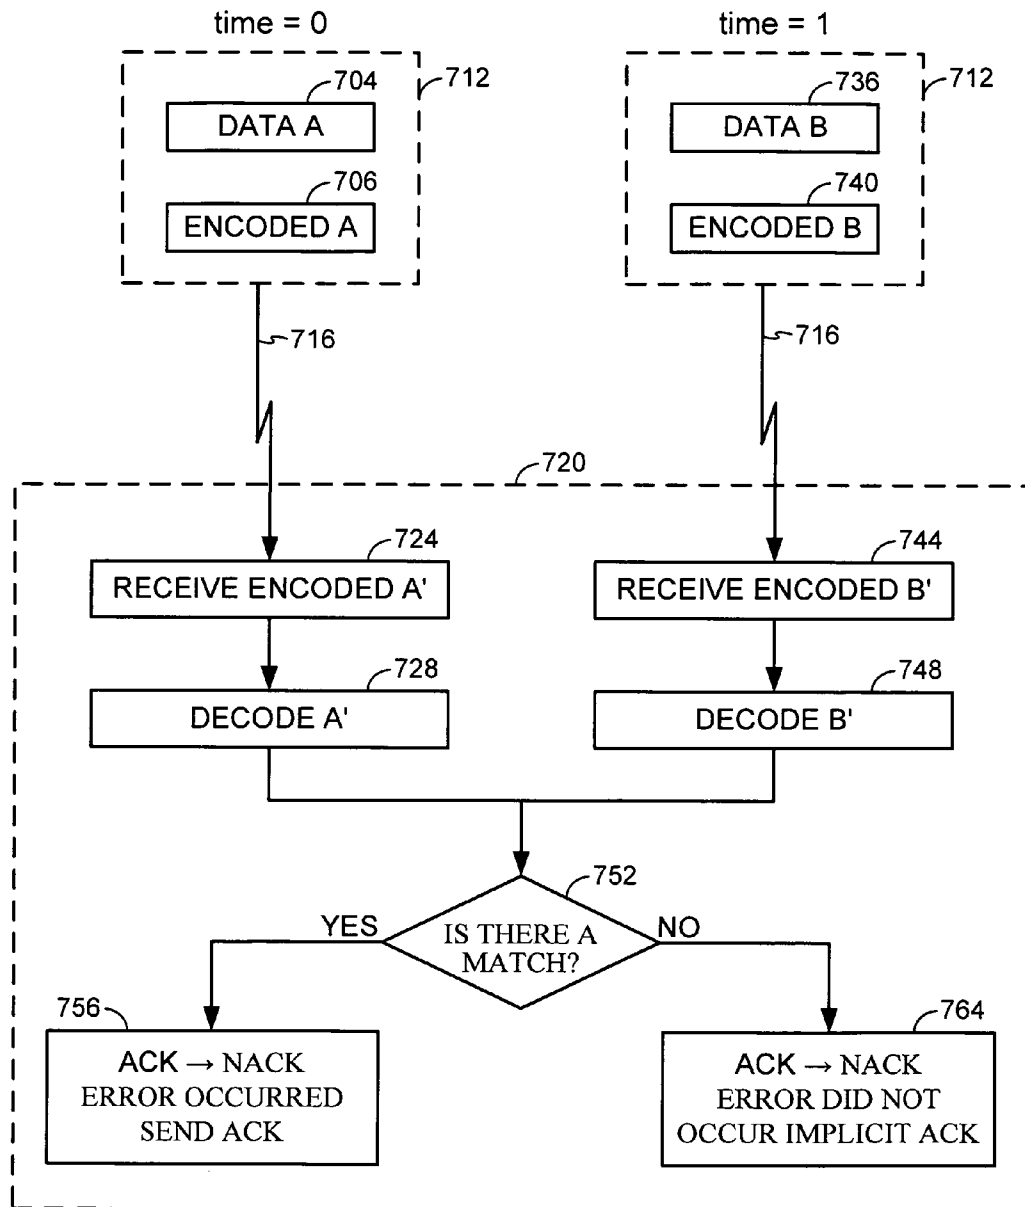 time = 0
time = 1
704
712
DATA A
706
ENCODED A
736
712
DATA B
740
ENCODED B
716
716
720
724
RECEIVE ENCODED A'
744
RECEIVE ENCODED B'
728
DECODE A'
748
DECODE B'
752
YES
IS THERE A
MATCH?
NO
756
ACK → NACK
ERROR OCCURRED
SEND ACK
764
ACK → NACK
ERROR DID NOT
OCCUR IMPLICIT ACK